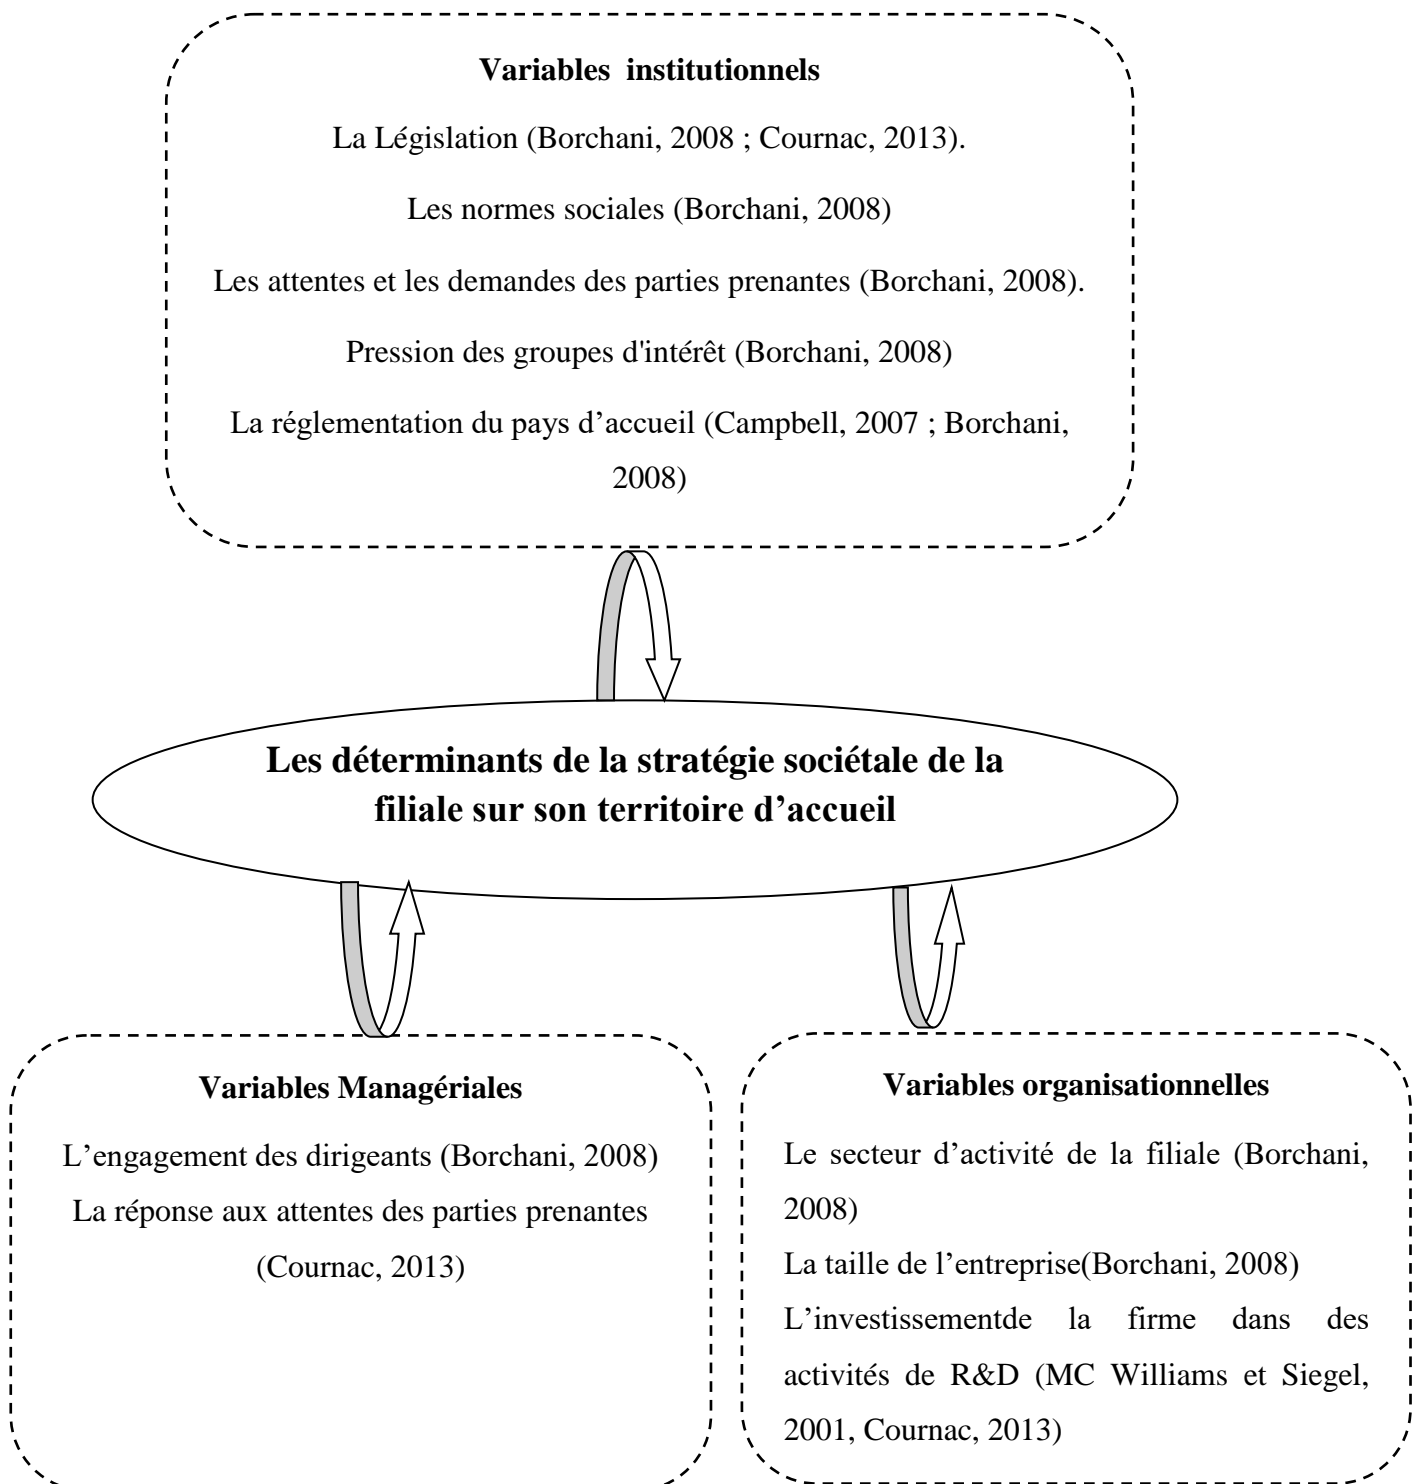 Variables institutionnels
La Législation (Borchani, 2008 ; Cournac, 2013).
Les normes sociales (Borchani, 2008)
Les attentes et les demandes des parties prenantes (Borchani, 2008).
Pression des groupes d'intérêt (Borchani, 2008)
La réglementation du pays d’accueil (Campbell, 2007 ; Borchani,
2008)
Les déterminants de la stratégie sociétale de la
filiale sur son territoire d’accueil
Variables Managériales
L’engagement des dirigeants (Borchani, 2008)
La réponse aux attentes des parties prenantes
(Cournac, 2013)
Variables organisationnelles
Le secteur d’activité de la filiale (Borchani,
2008)
La taille de l’entreprise(Borchani, 2008)
L’investissementde la firme dans des
activités de R&D (MC Williams et Siegel,
2001, Cournac, 2013)